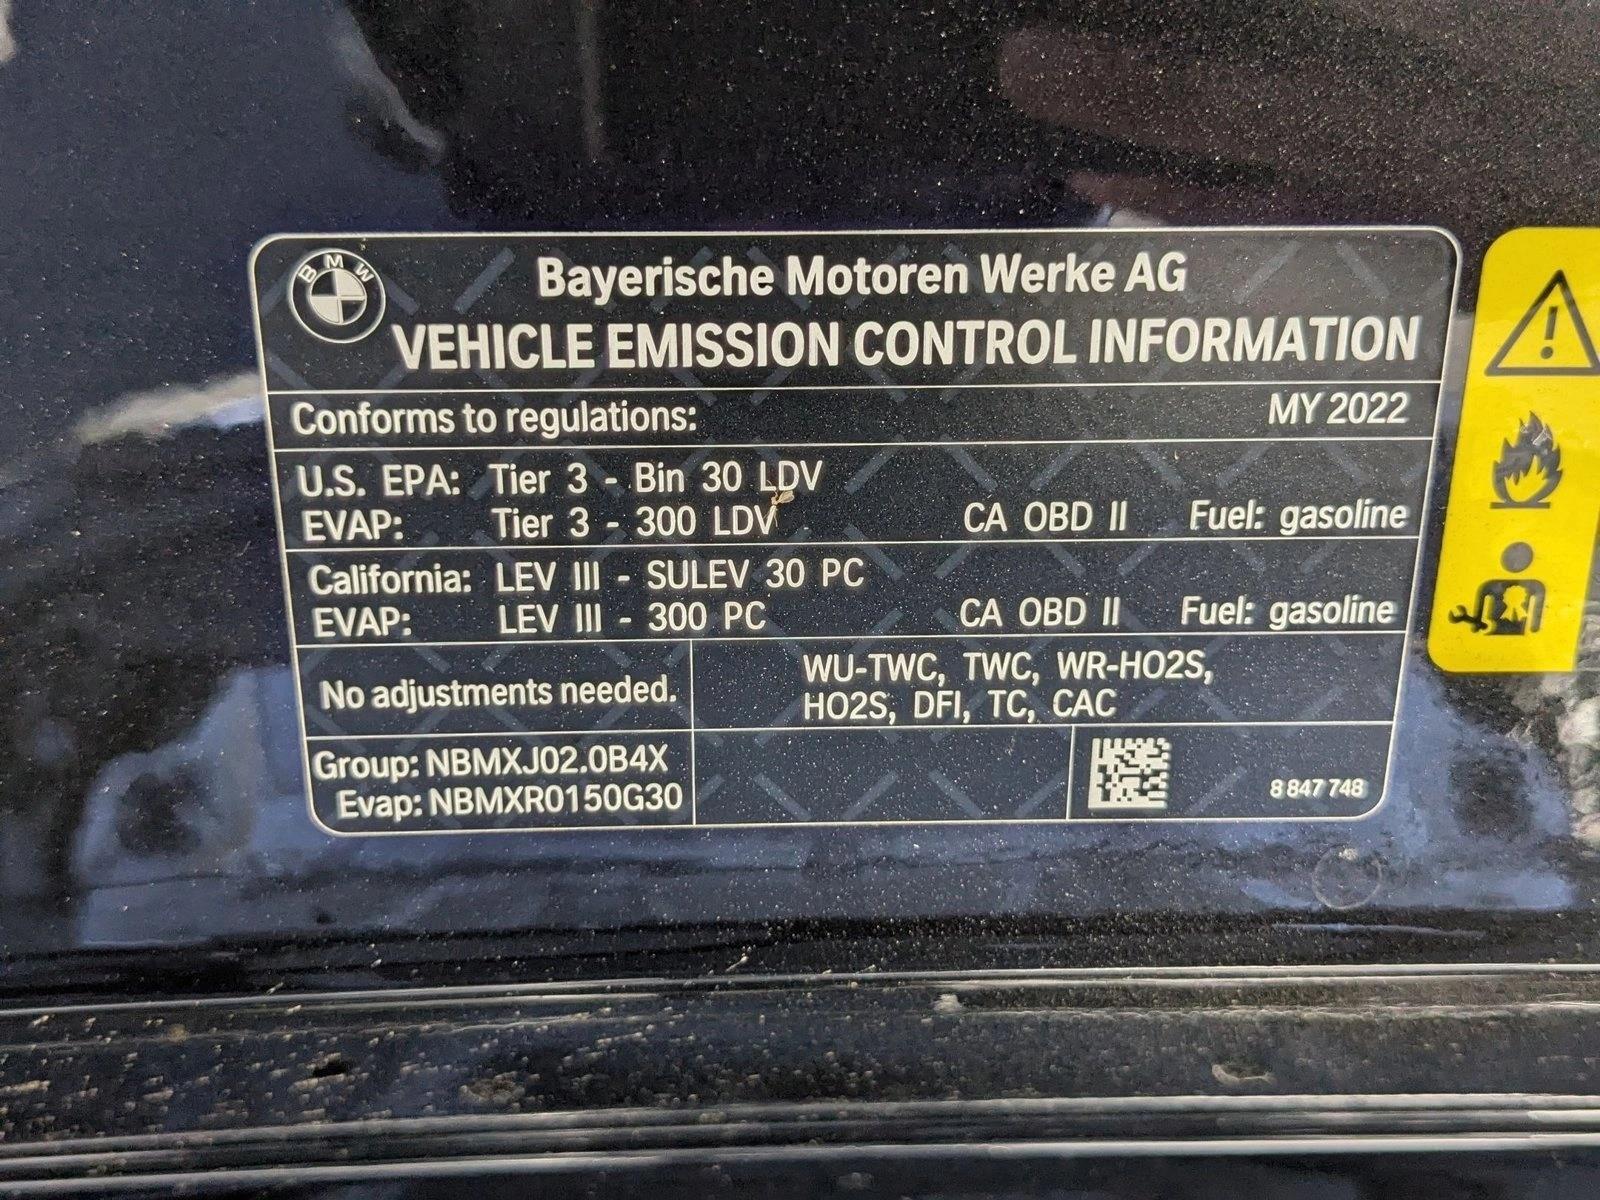 BMW
Bayerische Motoren Werke AG
VEHICLE EMISSION CONTROL INFORMATION
Conforms to regulations: MY 2022
U.S. EPA: Tier 3 - Bin 30 LDV
EVAP: Tier 3 - 300 LDV CA OBD II Fuel: gasoline
California: LEV III - SULEV 30 PC
EVAP: LEV III - 300 PC CA OBD II Fuel: gasoline
No adjustments needed.
WU-TWC, TWC, WR-HO2S,
HO2S, DFI, TC, CAC
Group: NBMXJ02.0B4X
Evap: NBMXR0150G30
8 847 748